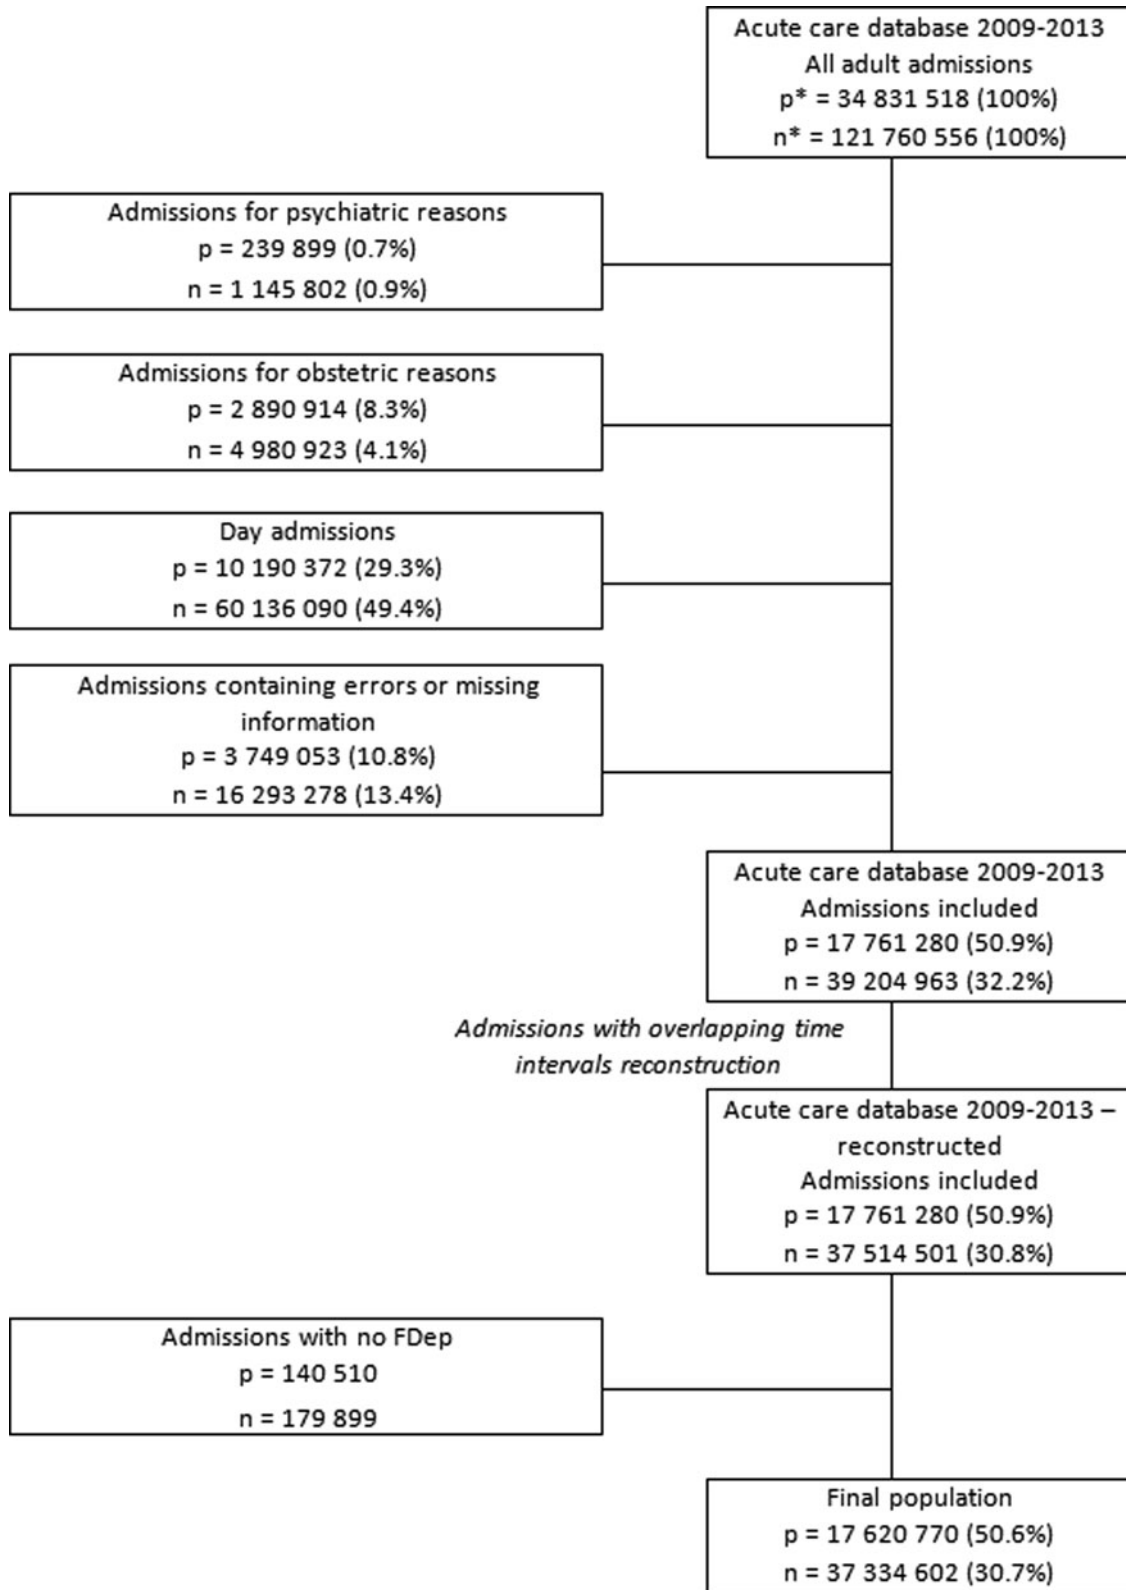 Acute care database 2009-2013
All adult admissions
p* = 34 831 518 (100%)
n* = 121 760 556 (100%)
Admissions for psychiatric reasons
p = 239 899 (0.7%)
n = 1 145 802 (0.9%)
Admissions for obstetric reasons
p = 2 890 914 (8.3%)
n = 4 980 923 (4.1%)
Day admissions
p = 10 190 372 (29.3%)
n = 60 136 090 (49.4%)
Admissions containing errors or missing
information
p = 3 749 053 (10.8%)
n = 16 293 278 (13.4%)
Acute care database 2009-2013
Admissions included
p = 17 761 280 (50.9%)
n = 39 204 963 (32.2%)
Admissions with overlapping time
intervals reconstruction
Acute care database 2009-2013 –
reconstructed
Admissions included
p = 17 761 280 (50.9%)
n = 37 514 501 (30.8%)
Admissions with no FDep
p = 140 510
n = 179 899
Final population
p = 17 620 770 (50.6%)
n = 37 334 602 (30.7%)